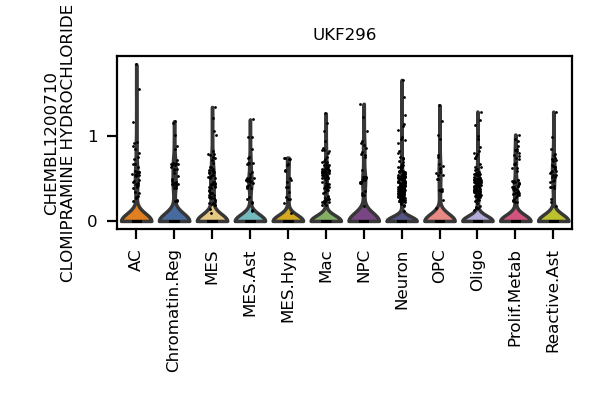 UKF296
CHEMBL1200710
CLOMIPRAMINE HYDROCHLORIDE
1
0
AC
Chromatin.Reg
MES
MES.Ast
MES.Hyp
Mac
NPC
Neuron
OPC
Oligo
Prolif.Metab
Reactive.Ast